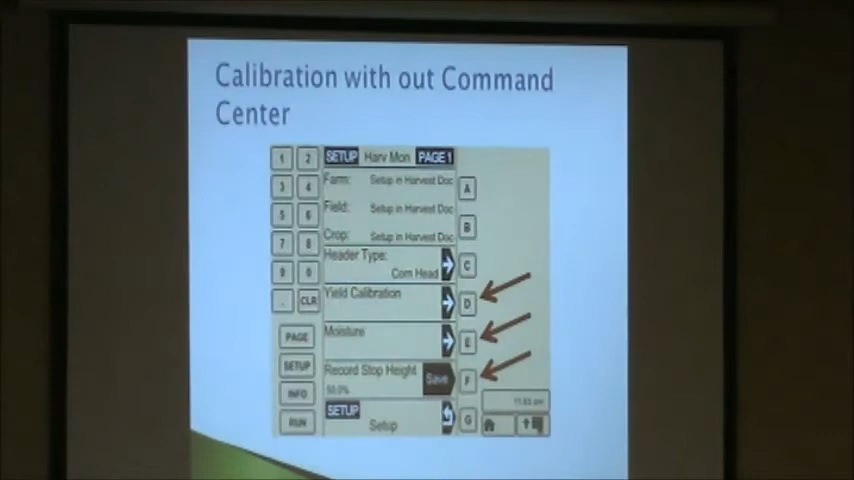 Calibration with out Command
Center
1 2 SETUP Harv Mon PAGE 1
3 4 Farm: Setup in Harvest Doc A
5 6 Field: Setup in Harvest Doc B
7 8 Crop: Setup in Harvest Doc
9 0 Header Type: C
Corn Head
. CLR Yield Calibration D
PAGE Moisture E
SETUP Record Stop Height Save F
INFO 50.0%
RUN SETUP Setup G